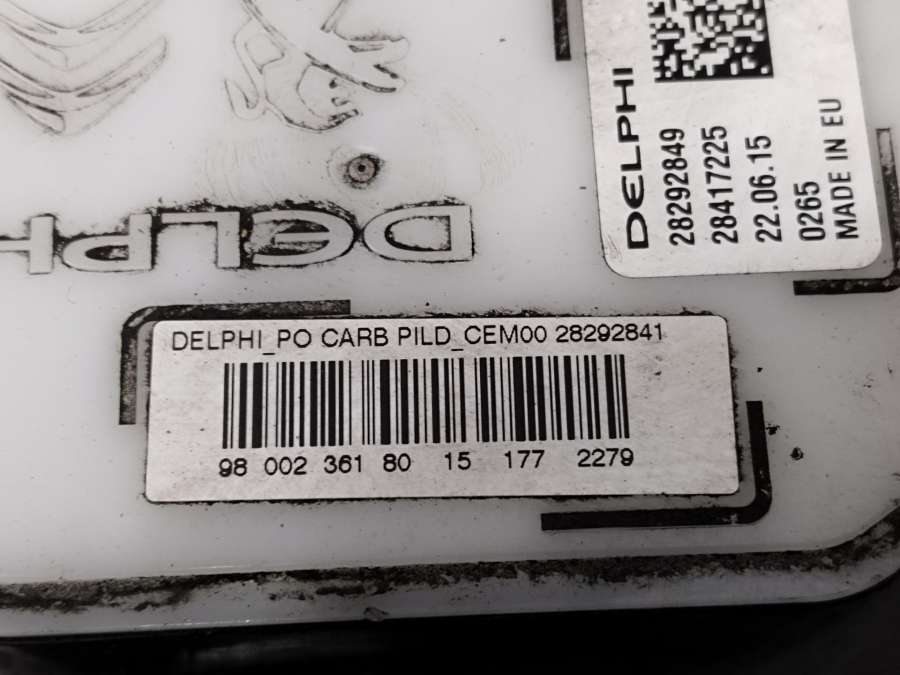 DELPHI
28292849
28417225
22.06.15
0265
MADE IN EU
DELPH
DELPHI_PO CARB PILD_CEM00 28292841
98 002 361 80 15 177 2279